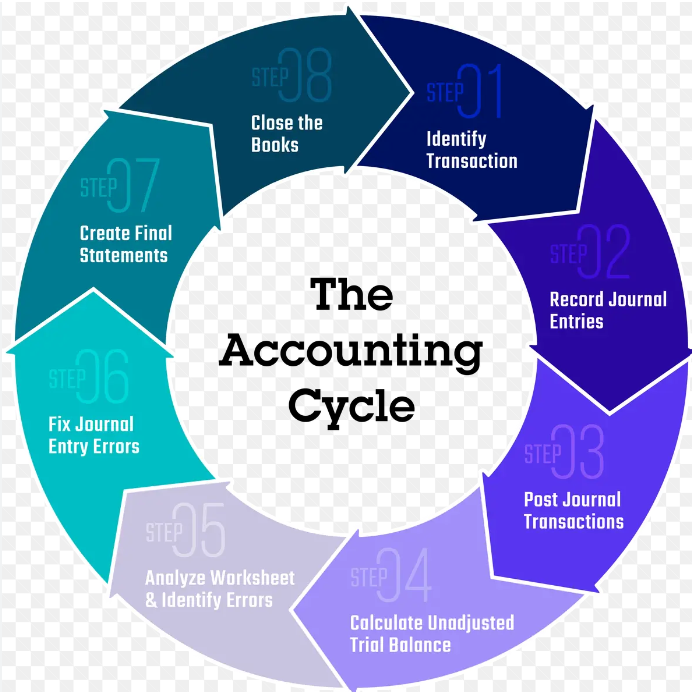 The
Accounting
Cycle
STEP 01
Identify
Transaction
STEP 02
Record Journal
Entries
STEP 03
Post Journal
Transactions
STEP 04
Calculate Unadjusted
Trial Balance
STEP 05
Analyze Worksheet
& Identify Errors
STEP 06
Fix Journal
Entry Errors
STEP 07
Create Final
Statements
STEP 08
Close the
Books